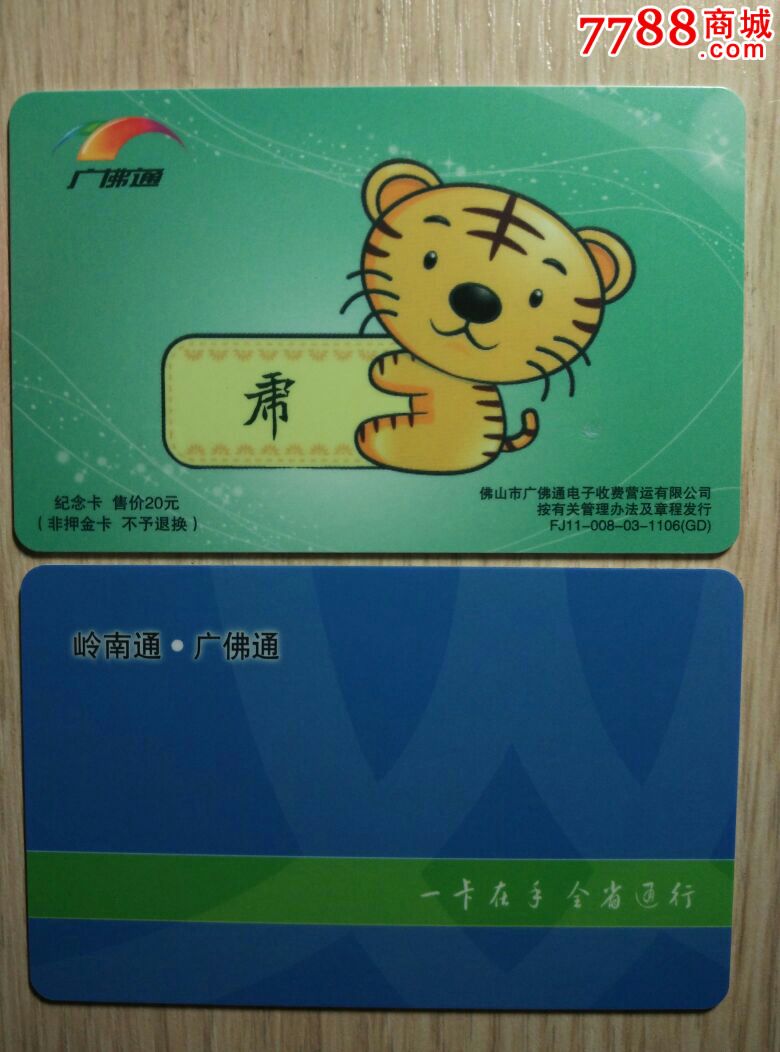 7788商城
.com
广佛通
虎
纪念卡 售价20元
(非押金卡 不予退换)
佛山市广佛通电子收费营运有限公司
按有关管理办法及章程发行
FJ11-008-03-1106(GD)
岭南通•广佛通
一卡在手 全省通行